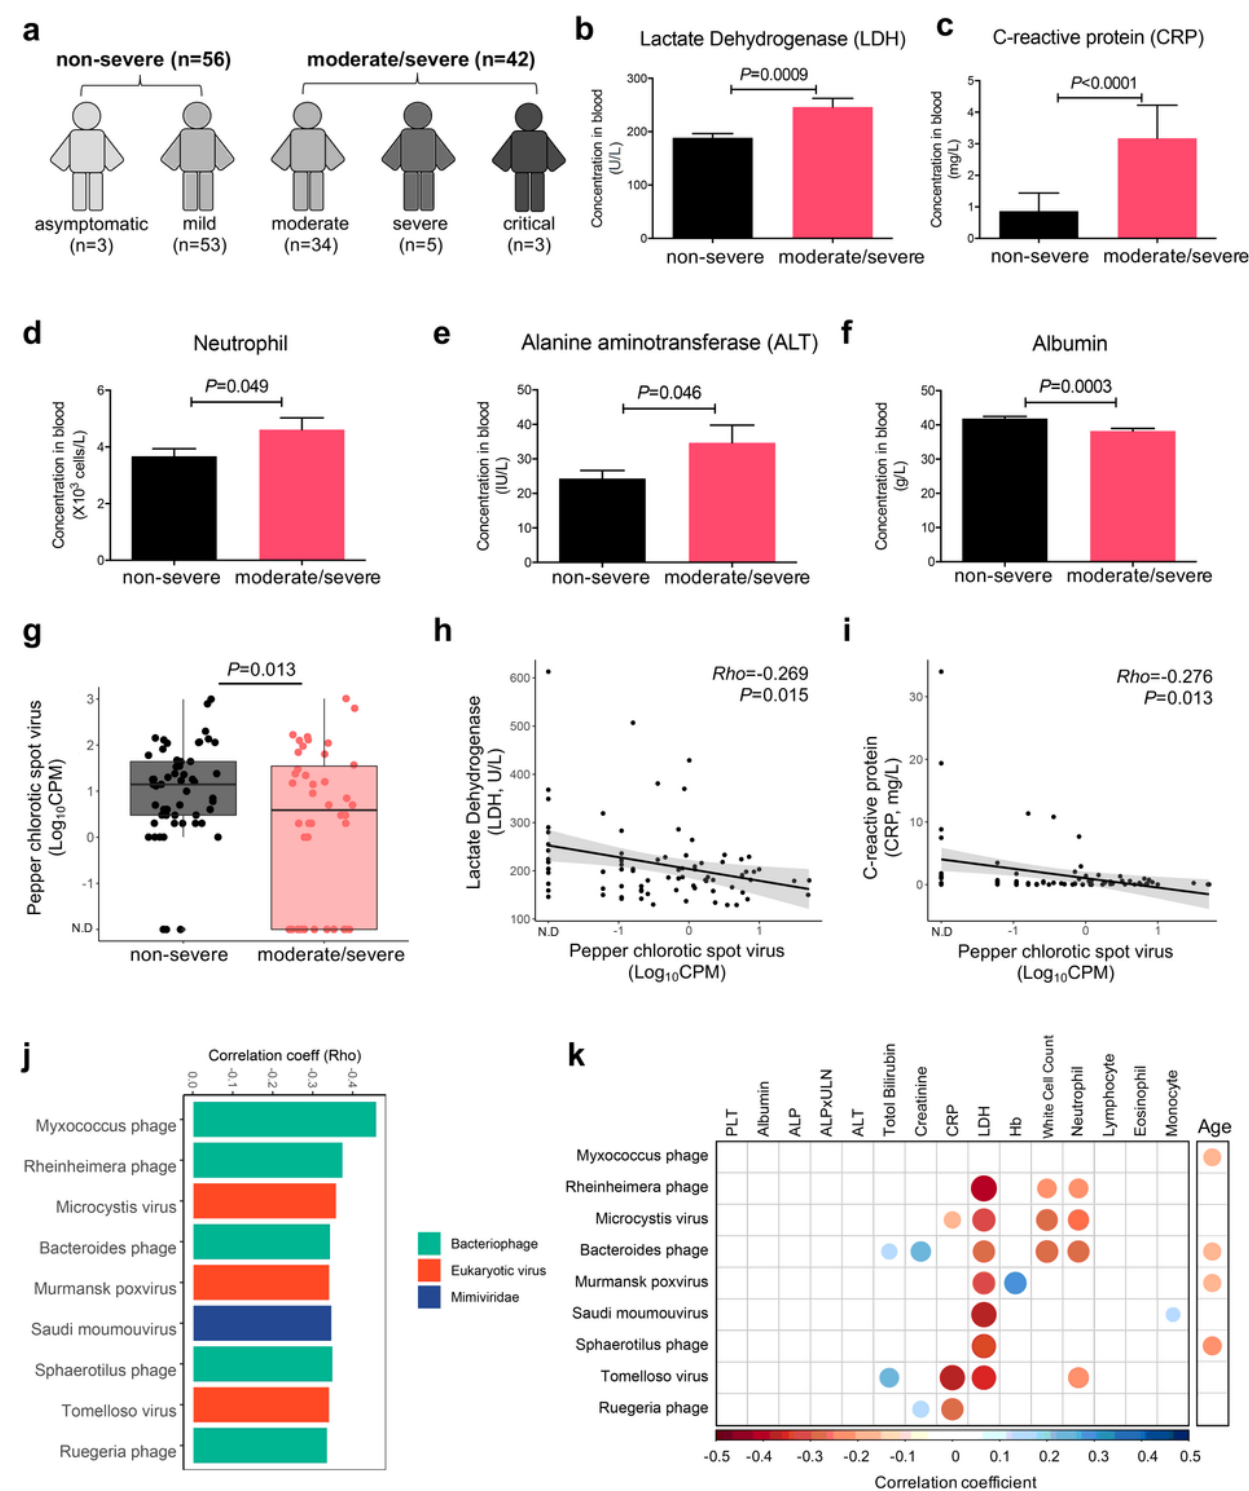 a
non-severe (n=56)
moderate/severe (n=42)
asymptomatic
(n=3)
mild
(n=53)
moderate
(n=34)
severe
(n=5)
critical
(n=3)
b
Lactate Dehydrogenase (LDH)
Concentration in blood
(U/L)
300
200
100
0
P=0.0009
non-severe
moderate/severe
c
C-reactive protein (CRP)
Concentration in blood
(mg/L)
5
4
3
2
1
0
P<0.0001
non-severe
moderate/severe
d
Neutrophil
Concentration in blood
(X10³ cells/L)
6
4
2
0
P=0.049
non-severe
moderate/severe
e
Alanine aminotransferase (ALT)
Concentration in blood
(IU/L)
50
40
30
20
10
0
P=0.046
non-severe
moderate/severe
f
Albumin
Concentration in blood
(g/L)
50
40
30
20
10
0
P=0.0003
non-severe
moderate/severe
g
Pepper chlorotic spot virus
(Log₁₀CPM)
3
2
1
0
-1
N.D
P=0.013
non-severe
moderate/severe
h
Lactate Dehydrogenase
(LDH, U/L)
600
500
400
300
200
100
Rho=-0.269
P=0.015
N.D
-1
0
1
Pepper chlorotic spot virus
(Log₁₀CPM)
i
C-reactive protein
(CRP, mg/L)
30
20
10
0
Rho=-0.276
P=0.013
N.D
-1
0
1
Pepper chlorotic spot virus
(Log₁₀CPM)
j
Correlation coeff (Rho)
0.0
-0.1
-0.2
-0.3
-0.4
Myxococcus phage
Rheinheimera phage
Microcystis virus
Bacteroides phage
Murmansk poxvirus
Saudi moumouvirus
Sphaerotilus phage
Tomelloso virus
Ruegeria phage
Bacteriophage
Eukaryotic virus
Mimiviridae
k
PLT
Albumin
ALP
ALPxULN
ALT
Totol Bilirubin
Creatinine
CRP
LDH
Hb
White Cell Count
Neutrophil
Lymphocyte
Eosinophil
Monocyte
Age
Myxococcus phage
Rheinheimera phage
Microcystis virus
Bacteroides phage
Murmansk poxvirus
Saudi moumouvirus
Sphaerotilus phage
Tomelloso virus
Ruegeria phage
-0.5
-0.4
-0.3
-0.2
-0.1
0
0.1
0.2
0.3
0.4
0.5
Correlation coefficient